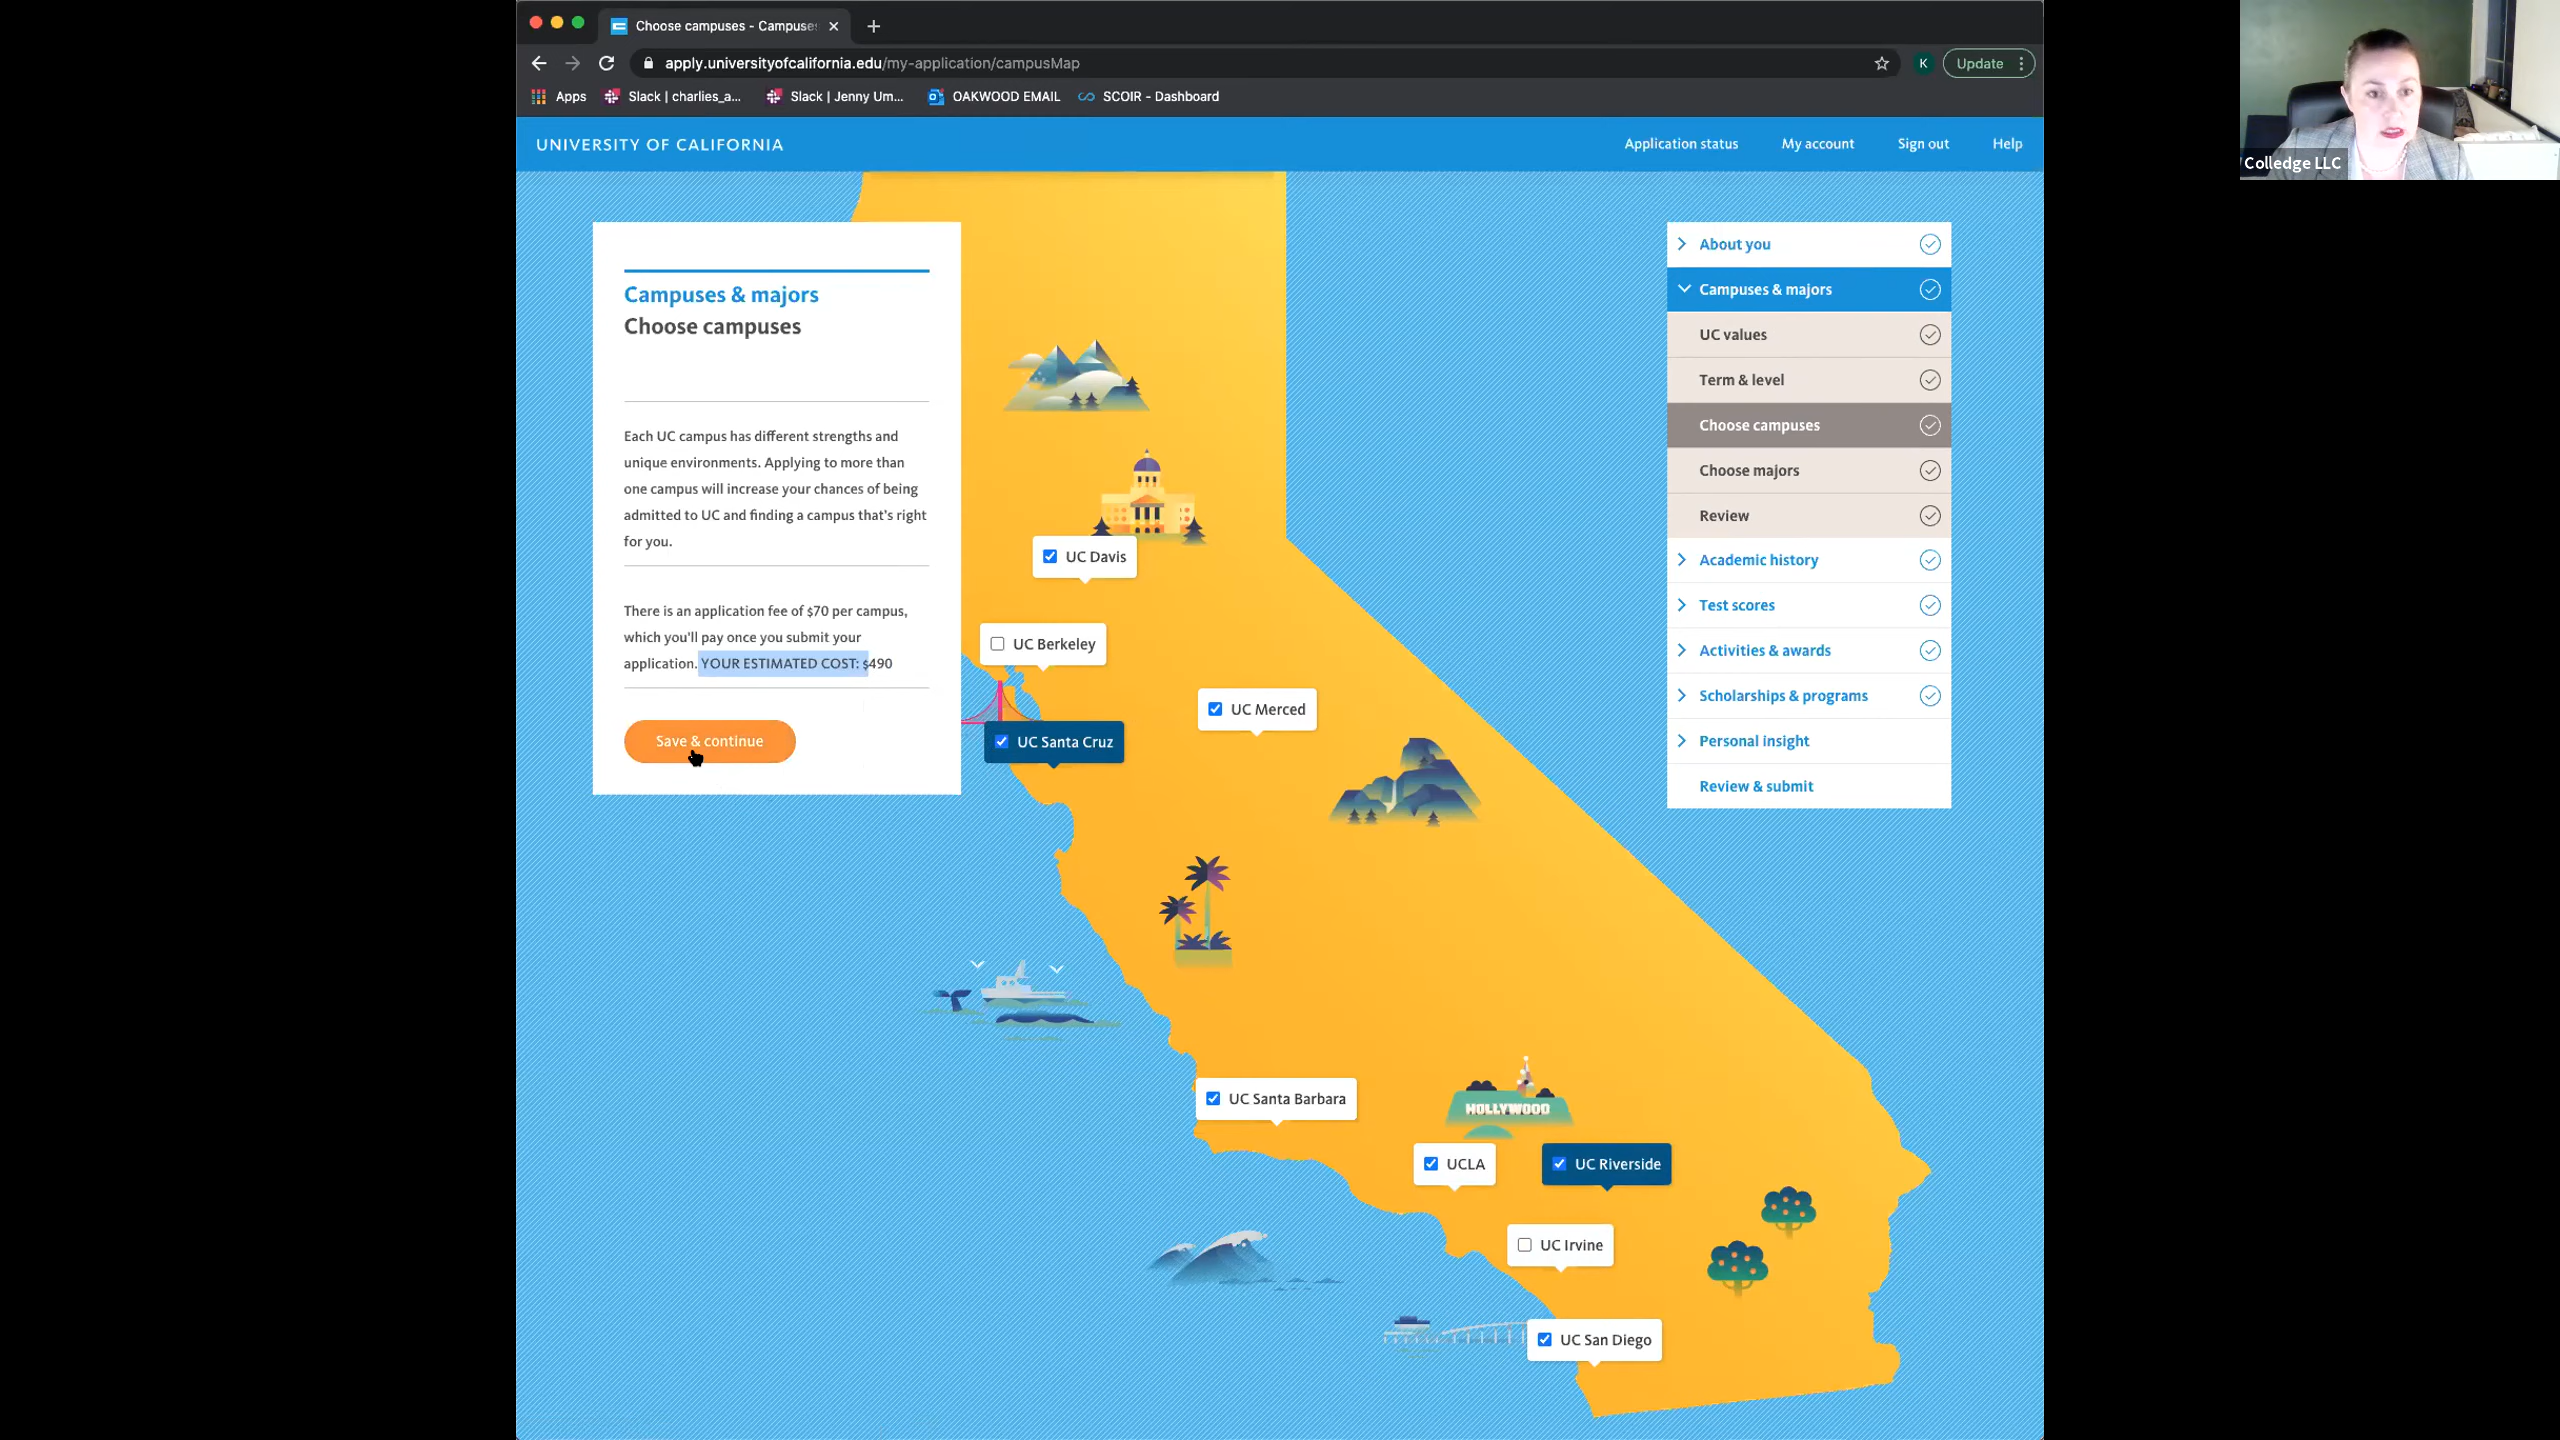 Choose campuses - Campuse
apply.universityofcalifornia.edu/my-application/campusMap
K
Update
Apps
Slack | charlies_a...
Slack | Jenny Um...
OAKWOOD EMAIL
SCOIR - Dashboard
Colledge LLC
UNIVERSITY OF CALIFORNIA
Application status
My account
Sign out
Help
Campuses & majors
Choose campuses
Each UC campus has different strengths and
unique environments. Applying to more than
one campus will increase your chances of being
admitted to UC and finding a campus that's right
for you.
There is an application fee of $70 per campus,
which you'll pay once you submit your
application. YOUR ESTIMATED COST: $490
Save & continue
UC Davis
UC Berkeley
UC Merced
UC Santa Cruz
UC Santa Barbara
HOLLYWOOD
UCLA
UC Riverside
UC Irvine
UC San Diego
About you
Campuses & majors
UC values
Term & level
Choose campuses
Choose majors
Review
Academic history
Test scores
Activities & awards
Scholarships & programs
Personal insight
Review & submit